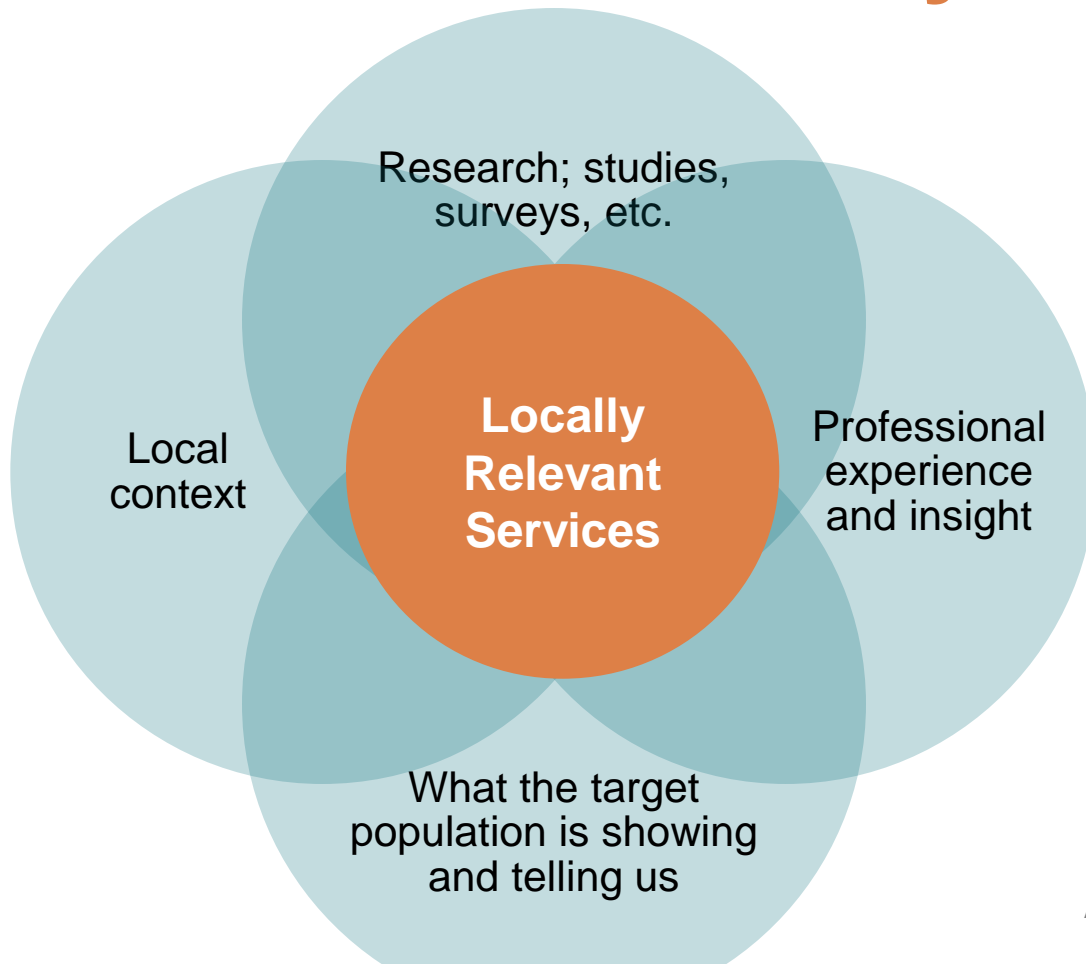 Research; studies,
surveys, etc.
Local
context
Locally
Relevant
Services
Professional
experience
and insight
What the target
population is showing
and telling us